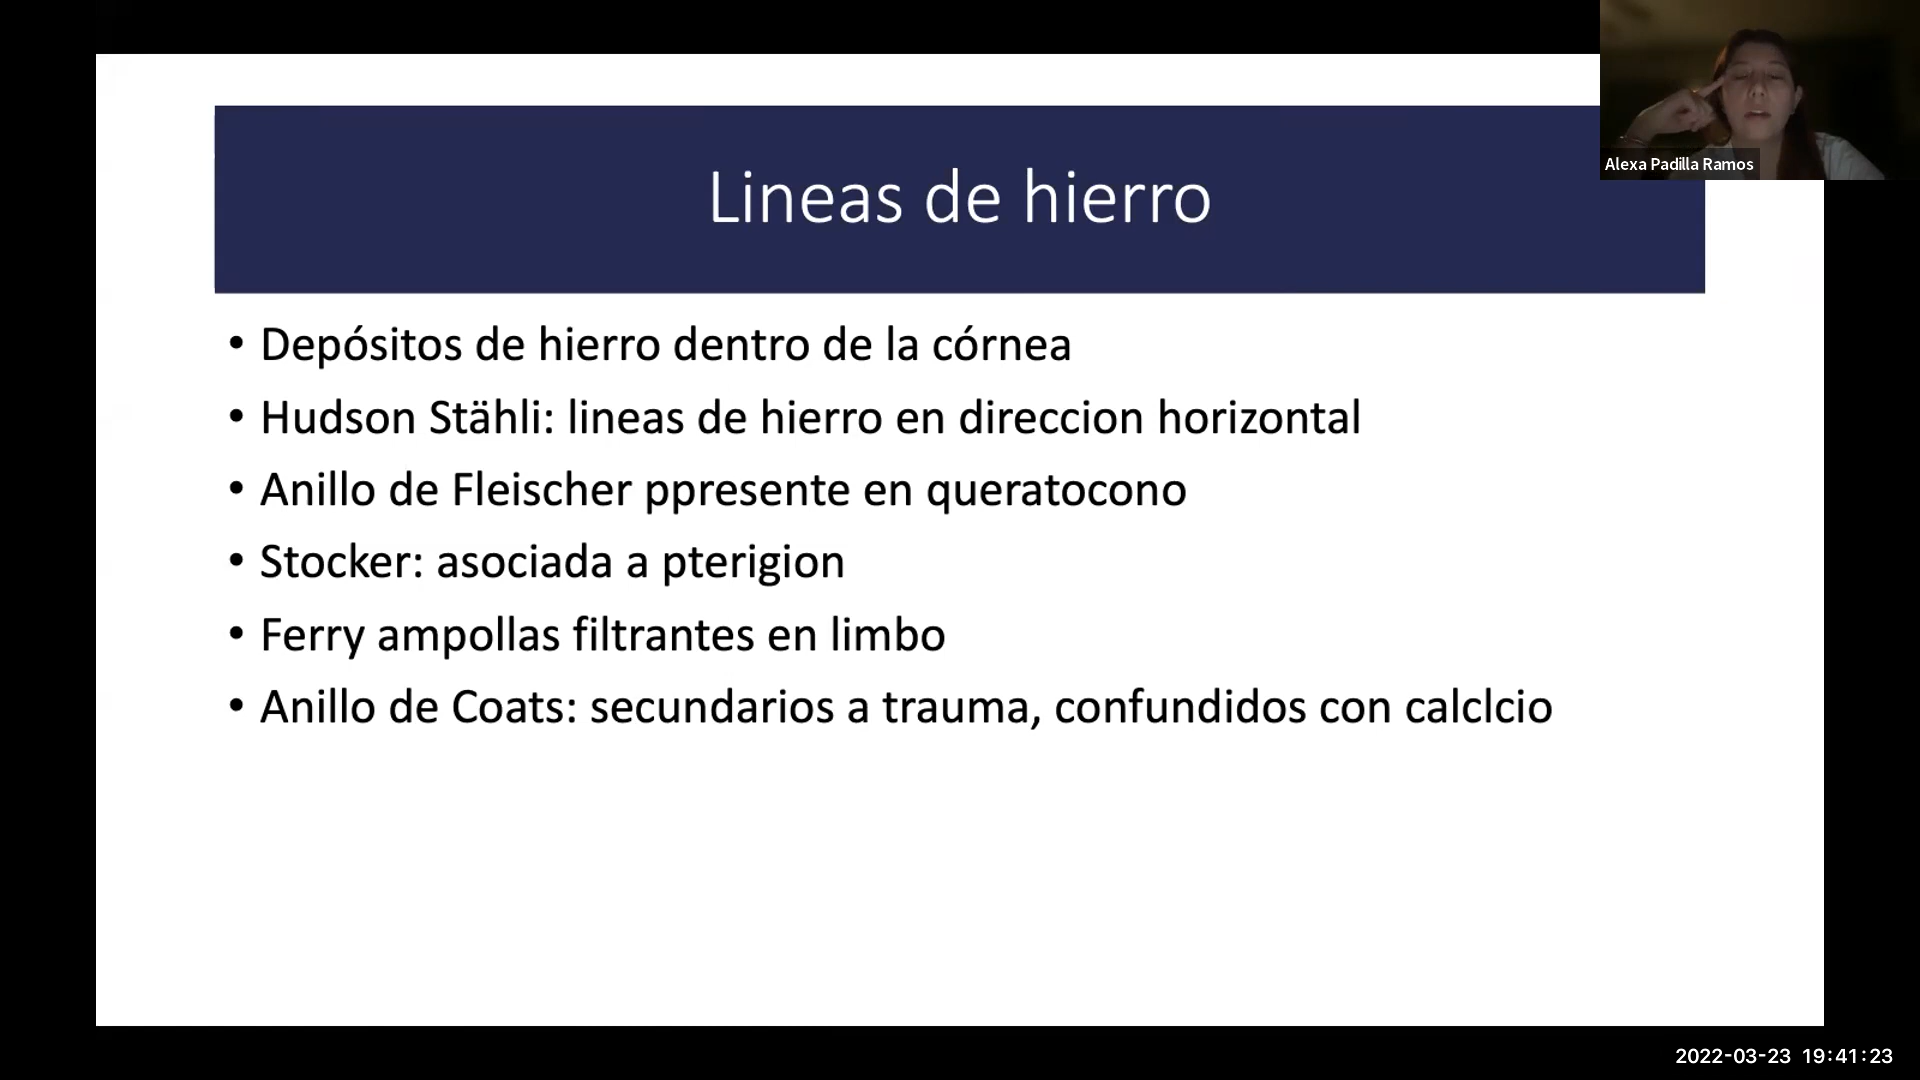 Alexa Padilla Ramos
Lineas de hierro
• Depósitos de hierro dentro de la córnea
• Hudson Stähli: lineas de hierro en direccion horizontal
• Anillo de Fleischer ppresente en queratocono
• Stocker: asociada a pterigion
• Ferry ampollas filtrantes en limbo
• Anillo de Coats: secundarios a trauma, confundidos con calclcio
2022-03-23 19:41:23